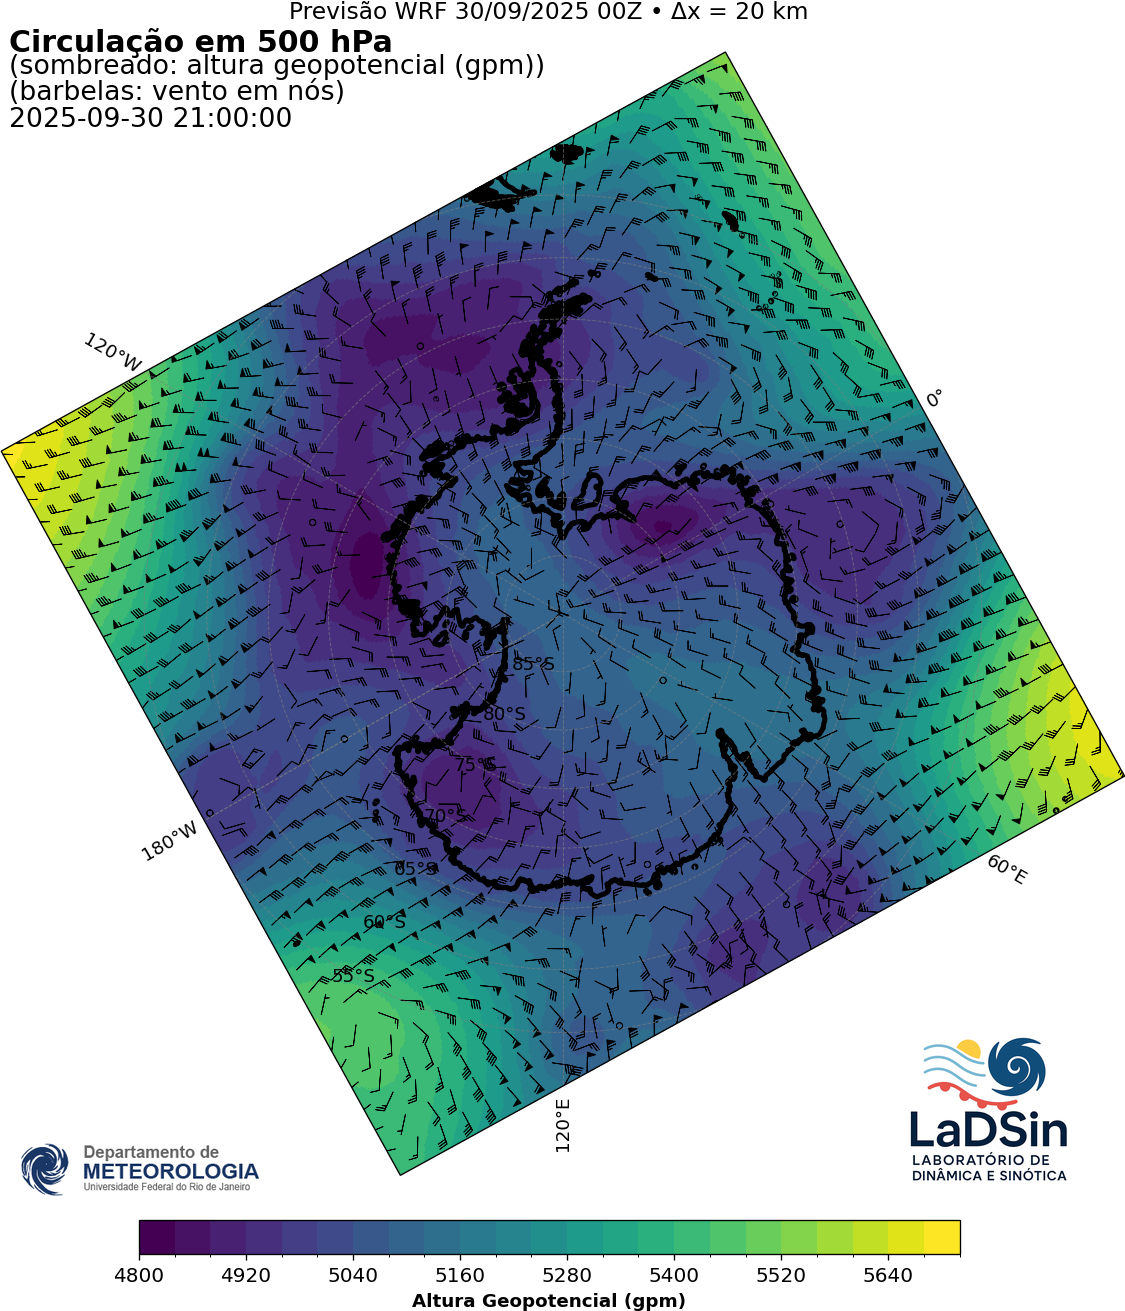 Previsão WRF 30/09/2025 00Z • Δx = 20 km
Circulação em 500 hPa
(sombreado: altura geopotencial (gpm))
(barbelas: vento em nós)
2025-09-30 21:00:00
120°W
0°
85°S
80°S
75°S
70°S
65°S
180°W
60°E
60°S
55°S
120°E
LaDSin
LABORATÓRIO DE
DINÂMICA E SINÓTICA
Departamento de
METEOROLOGIA
Universidade Federal do Rio de Janeiro
4800 4920 5040 5160 5280 5400 5520 5640
Altura Geopotencial (gpm)